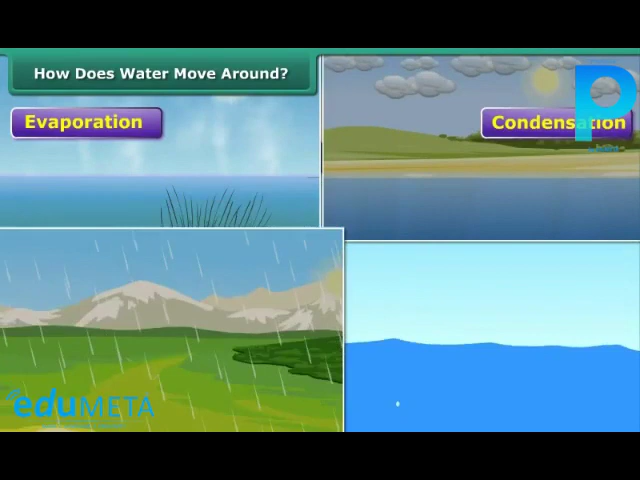 How Does Water Move Around?
Evaporation
Condensation
P
eduMETA